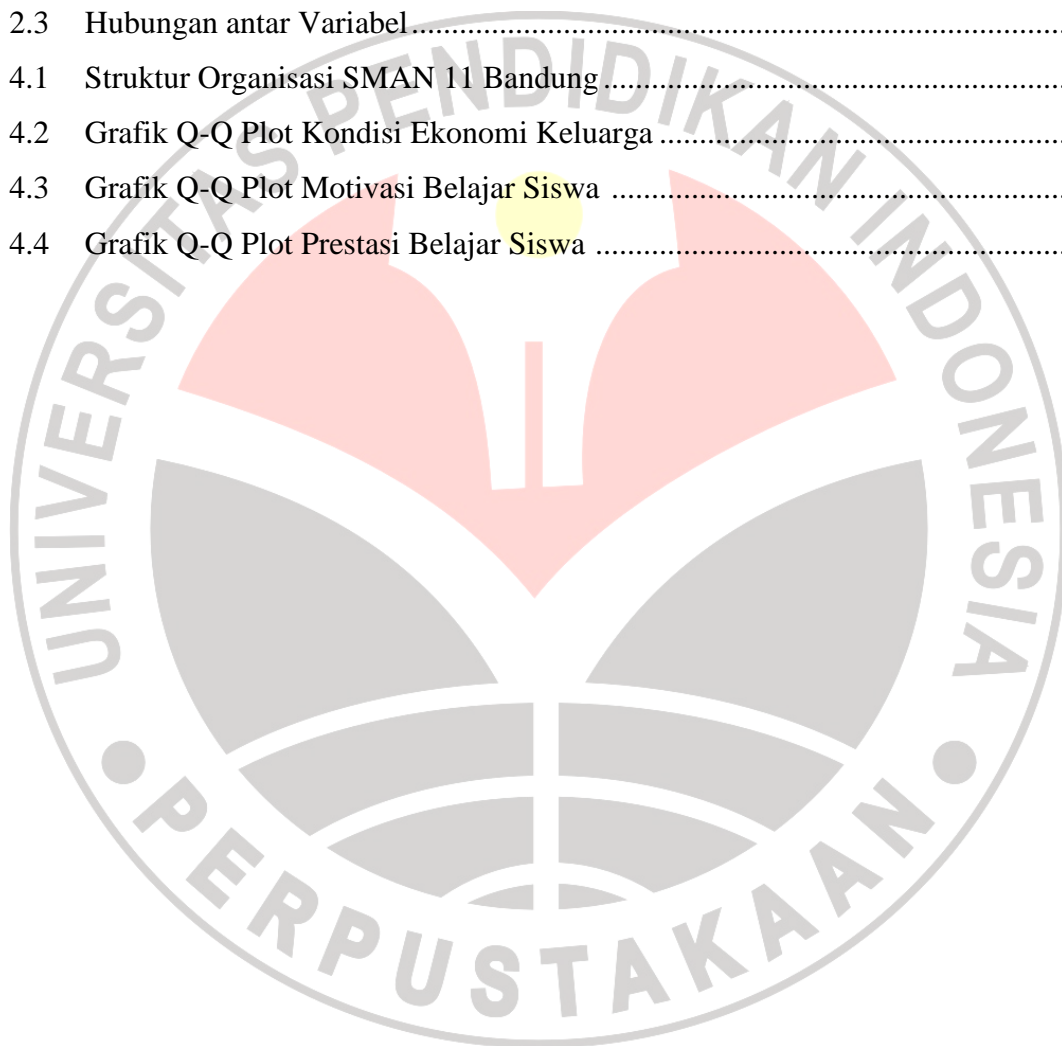 2.3 Hubungan antar Variabel..........................................................................................
4.1 Struktur Organisasi SMAN 11 Bandung..................................................................
4.2 Grafik Q-Q Plot Kondisi Ekonomi Keluarga...........................................................
4.3 Grafik Q-Q Plot Motivasi Belajar Siswa .................................................................
4.4 Grafik Q-Q Plot Prestasi Belajar Siswa ...................................................................
UNIVERSITAS PENDIDIKAN INDONESIA
PERPUSTAKAAN